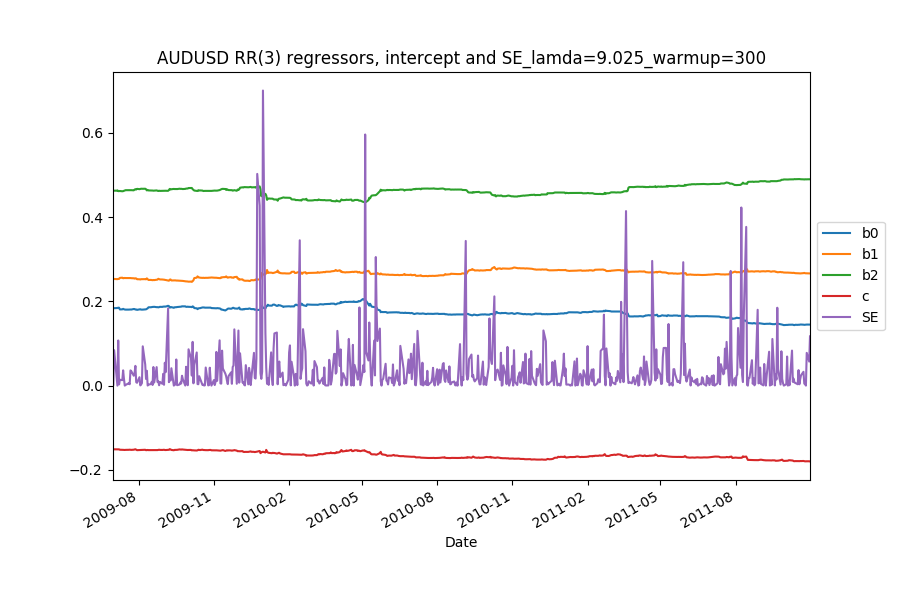 AUDUSD RR(3) regressors, intercept and SE_lamda=9.025_warmup=300
0.6
0.4
0.2
0.0
−0.2
b0
b1
b2
c
SE
2009-08
2009-11
2010-02
2010-05
2010-08
2010-11
2011-02
2011-05
2011-08
Date